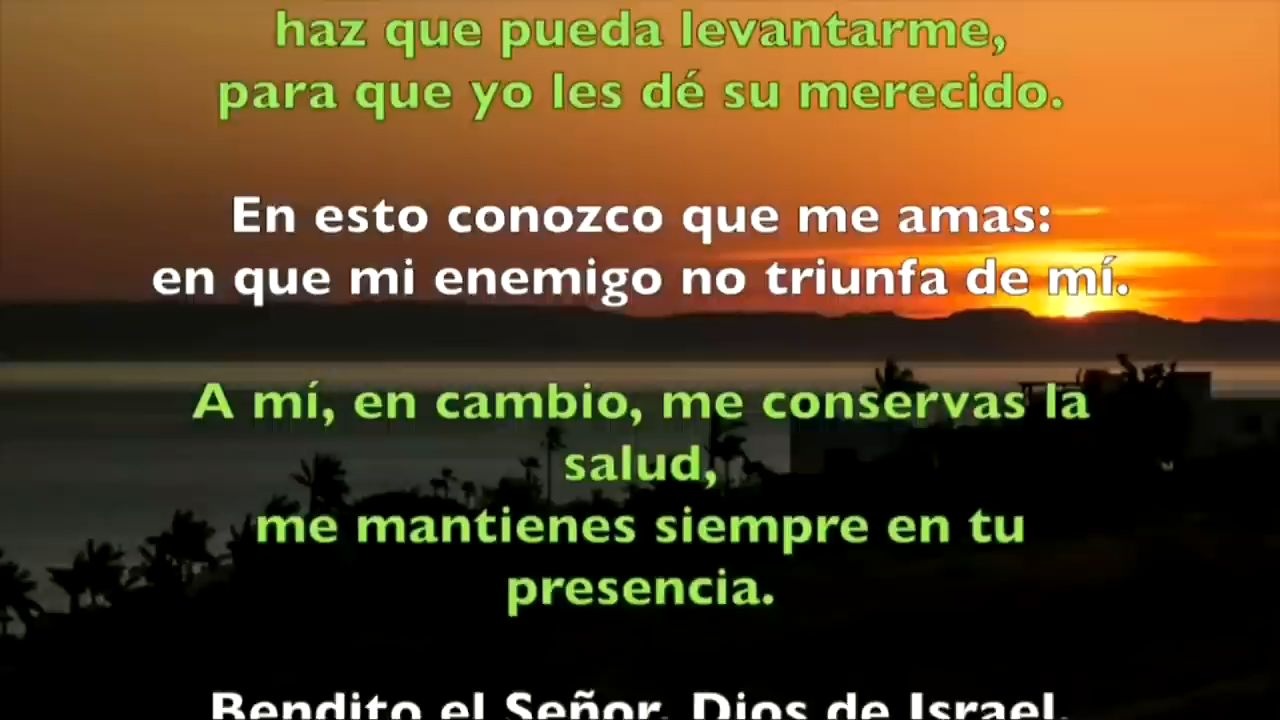 haz que pueda levantarme,
para que yo les dé su merecido.
En esto conozco que me amas:
en que mi enemigo no triunfa de mí.
A mí, en cambio, me conservas la
salud,
me mantienes siempre en tu
presencia.
Bendito el Señor, Dios de Israel,